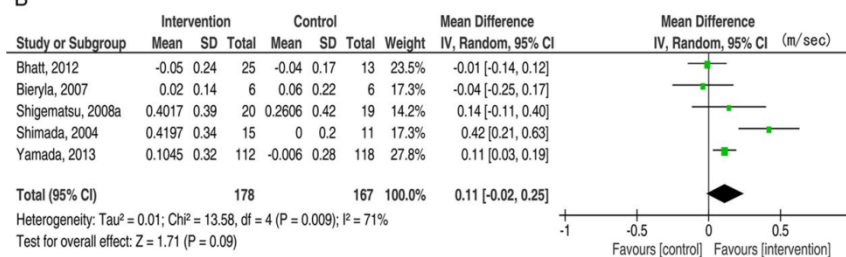 B
Intervention Control Mean Difference Mean Difference
Study or Subgroup Mean SD Total Mean SD Total Weight IV, Random, 95% CI IV, Random, 95% CI (m/sec)
Bhatt, 2012 -0.05 0.24 25 -0.04 0.17 13 23.5% -0.01 [-0.14, 0.12]
Bieryla, 2007 0.02 0.14 6 0.06 0.22 6 17.3% -0.04 [-0.25, 0.17]
Shigematsu, 2008a 0.4017 0.39 20 0.2606 0.42 19 14.2% 0.14 [-0.11, 0.40]
Shimada, 2004 0.4197 0.34 15 0 0.2 11 17.3% 0.42 [0.21, 0.63]
Yamada, 2013 0.1045 0.32 112 -0.006 0.28 118 27.8% 0.11 [0.03, 0.19]
Total (95% CI) 178 167 100.0% 0.11 [-0.02, 0.25]
Heterogeneity: Tau² = 0.01; Chi² = 13.58, df = 4 (P = 0.009); I² = 71%
Test for overall effect: Z = 1.71 (P = 0.09)
-1 -0.5 0 0.5
Favours [control] Favours [intervention]